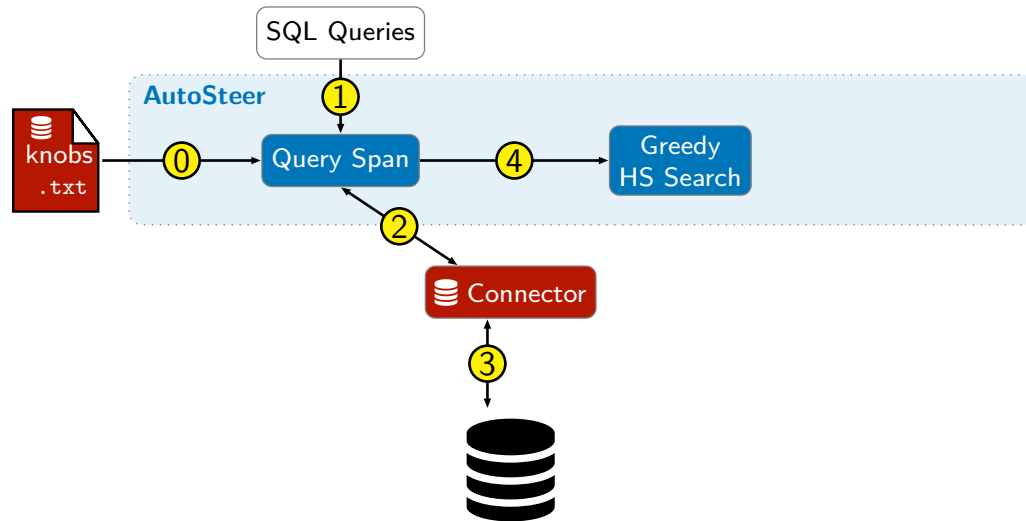 SQL Queries
1
AutoSteer
knobs
.txt
0
Query Span
4
Greedy
HS Search
2
Connector
3